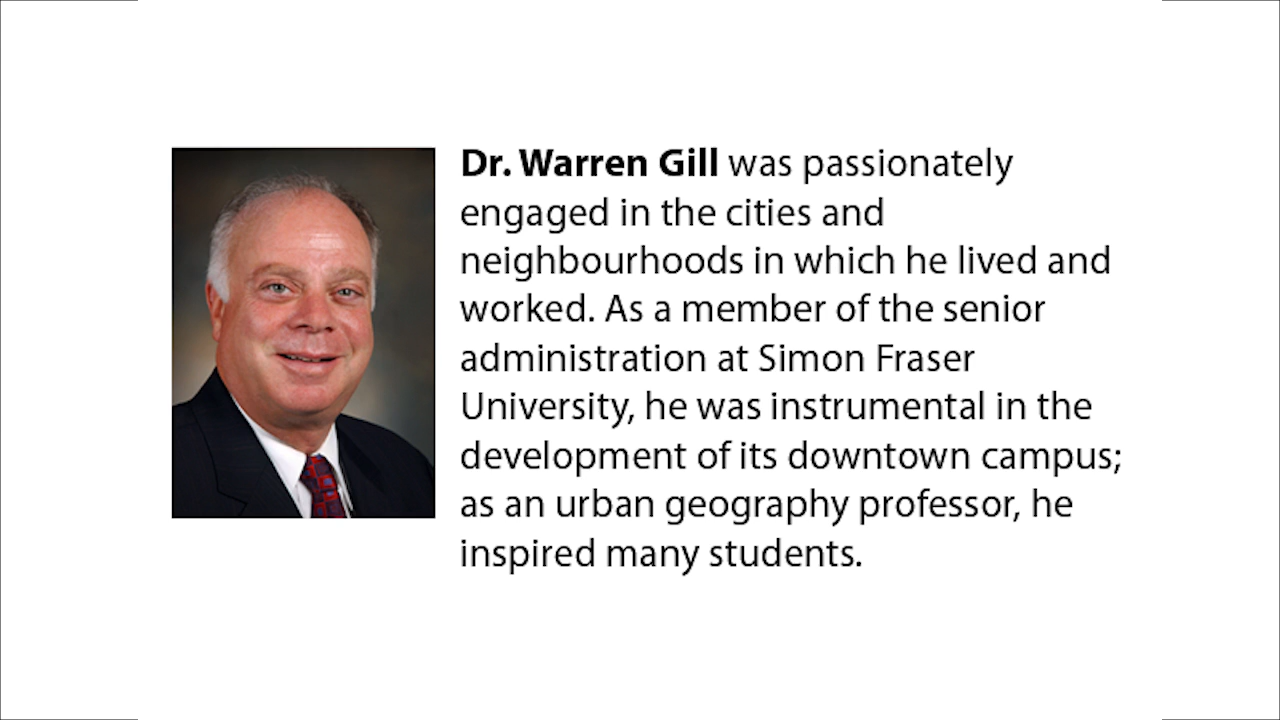 Dr. Warren Gill was passionately
engaged in the cities and
neighbourhoods in which he lived and
worked. As a member of the senior
administration at Simon Fraser
University, he was instrumental in the
development of its downtown campus;
as an urban geography professor, he
inspired many students.